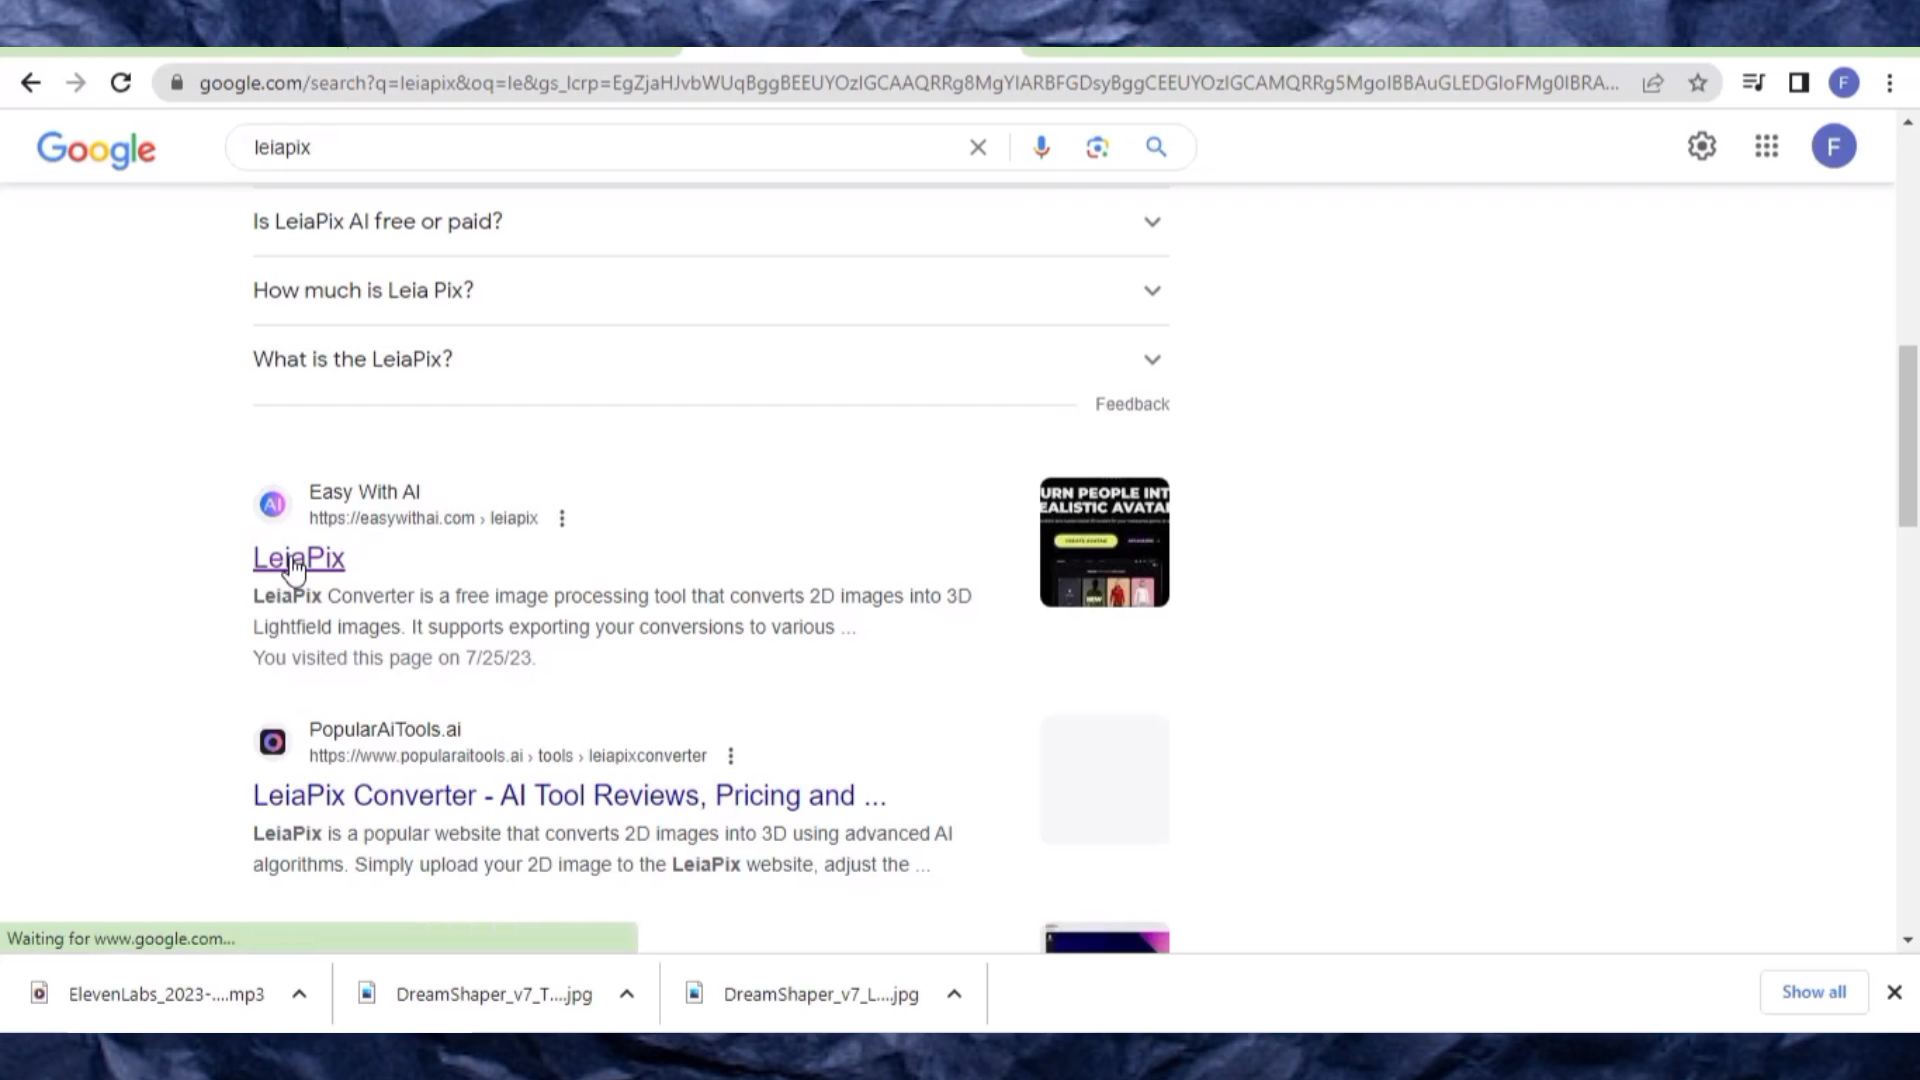 google.com/search?q=leiapix&oq=le&gs_lcrp=EgZjaHJvbWUqBggBEEUYOzIGCAAQRRg8MgYIARBFGDsyBggCEEUYOzIGCAMQRRg5MgoIBBAuGLEDGIoFMg0IBRA...
F
Google
leiapix
F
Is LeiaPix AI free or paid?
How much is Leia Pix?
What is the LeiaPix?
Feedback
AI
Easy With AI
https://easywithai.com › leiapix
LeiaPix
LeiaPix Converter is a free image processing tool that converts 2D images into 3D
Lightfield images. It supports exporting your conversions to various ...
You visited this page on 7/25/23.
URN PEOPLE INT
EALISTIC AVATA
CREATE AVATAR
PopularAiTools.ai
https://www.popularaitools.ai › tools › leiapixconverter
LeiaPix Converter - AI Tool Reviews, Pricing and ...
LeiaPix is a popular website that converts 2D images into 3D using advanced AI
algorithms. Simply upload your 2D image to the LeiaPix website, adjust the ...
Waiting for www.google.com...
ElevenLabs_2023-....mp3
DreamShaper_v7_T....jpg
DreamShaper_v7_L....jpg
Show all